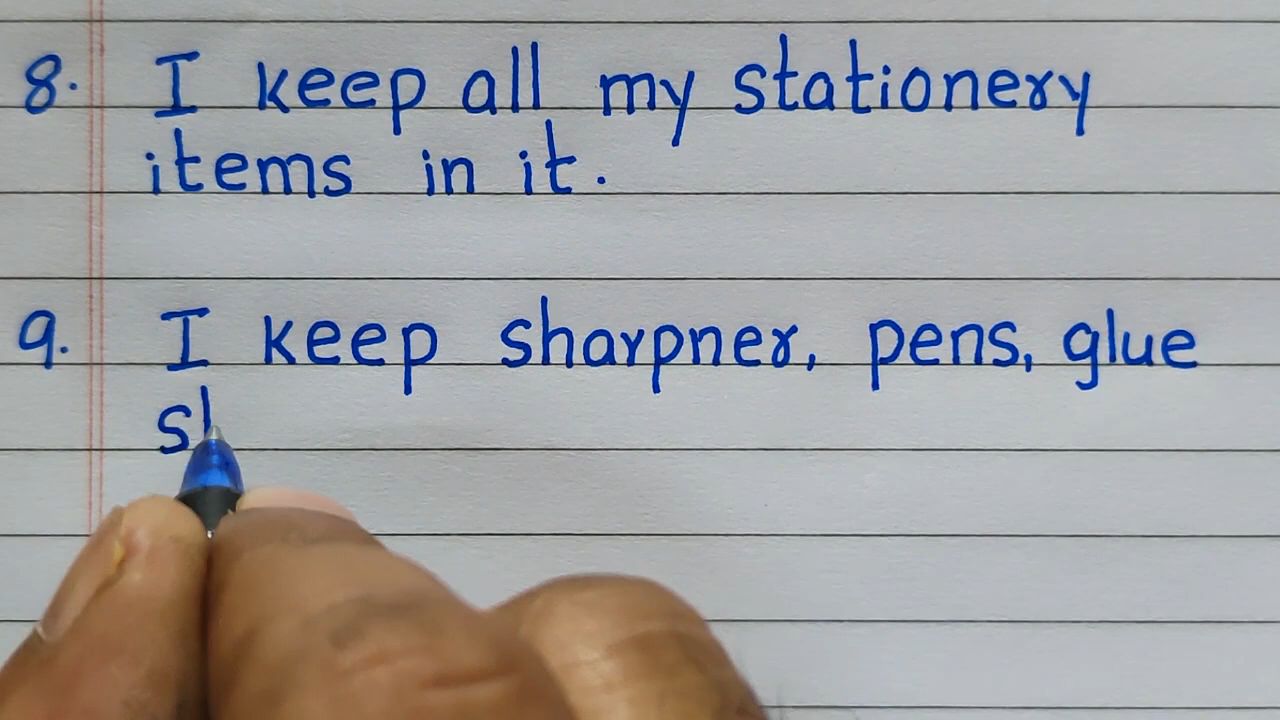 8. I keep all my stationery
items in it.
9. I keep sharpner, pens, glue